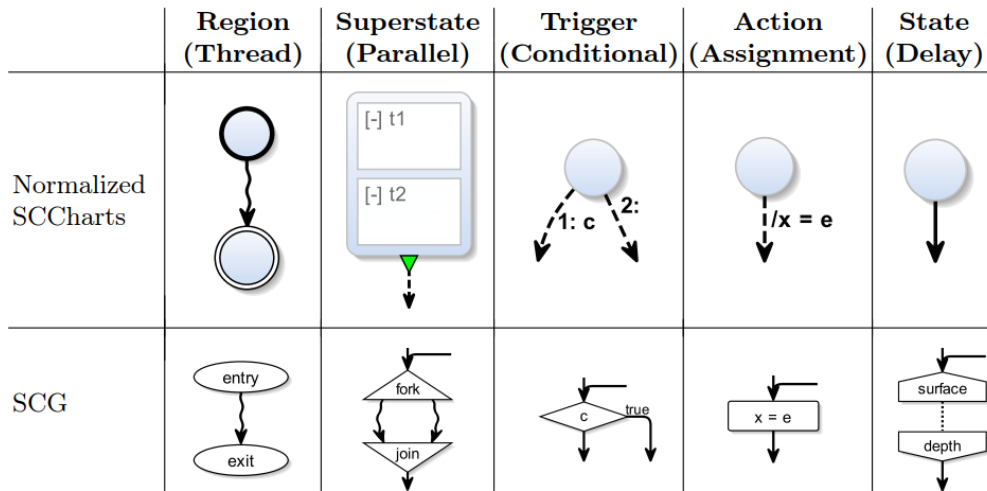 Region Superstate Trigger Action State
(Thread) (Parallel) (Conditional) (Assignment) (Delay)
Normalized
SCCharts
[-] t1
[-] t2
1: c
2:
/x = e
SCG
entry
exit
fork
join
c
true
x = e
surface
depth